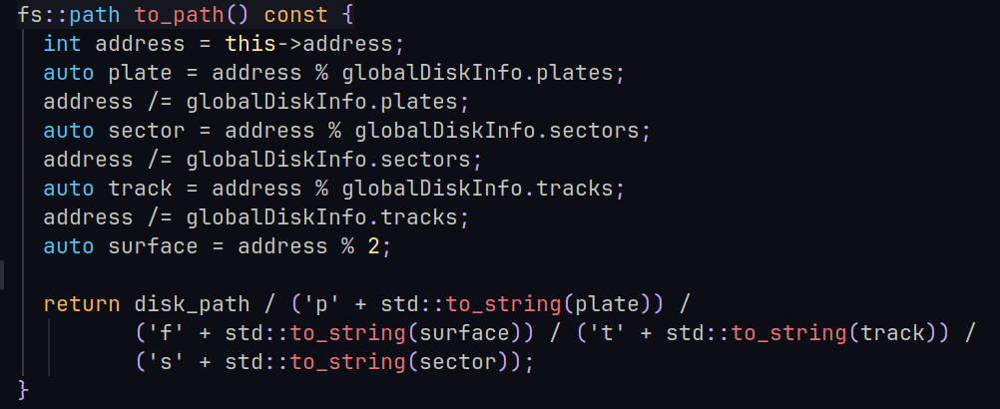 fs::path to_path() const {
  int address = this->address;
  auto plate = address % globalDiskInfo.plates;
  address /= globalDiskInfo.plates;
  auto sector = address % globalDiskInfo.sectors;
  address /= globalDiskInfo.sectors;
  auto track = address % globalDiskInfo.tracks;
  address /= globalDiskInfo.tracks;
  auto surface = address % 2;

  return disk_path / ('p' + std::to_string(plate)) /
         ('f' + std::to_string(surface)) / ('t' + std::to_string(track)) /
         ('s' + std::to_string(sector));
}